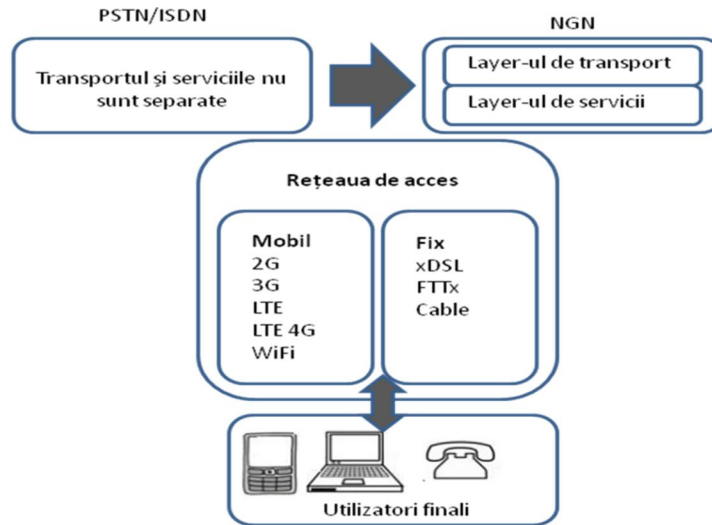 PSTN/ISDN
NGN
Transportul și serviciile nu
sunt separate
Layer-ul de transport
Layer-ul de servicii
Rețeaua de acces
Mobil
2G
3G
LTE
LTE 4G
WiFi
Fix
xDSL
FTTx
Cable
Utilizatori finali